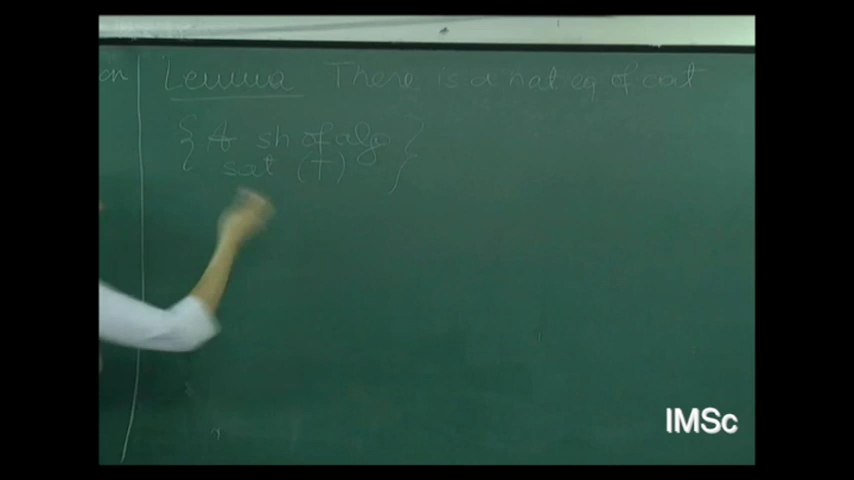 on
Lemma There is a nat eq of cat
{A sh of alg
sat (T)}
IMSc